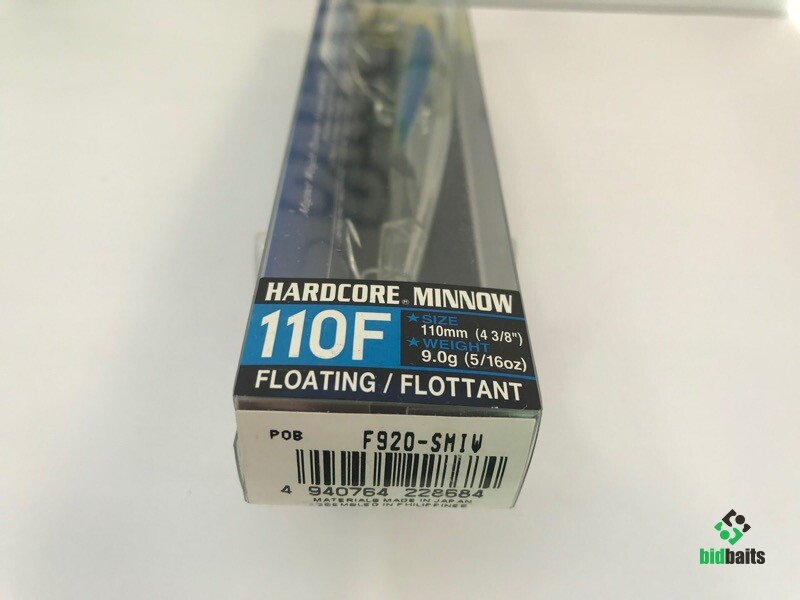 HARDCORE® MINNOW
110F
★SIZE
110mm (4 3/8")
★WEIGHT
9.0g (5/16oz)
FLOATING / FLOTTANT
POB F920-SMIW
4 940764 228684
MATERIALS MADE IN JAPAN
ASSEMBLED IN PHILIPPINES
bidbaits